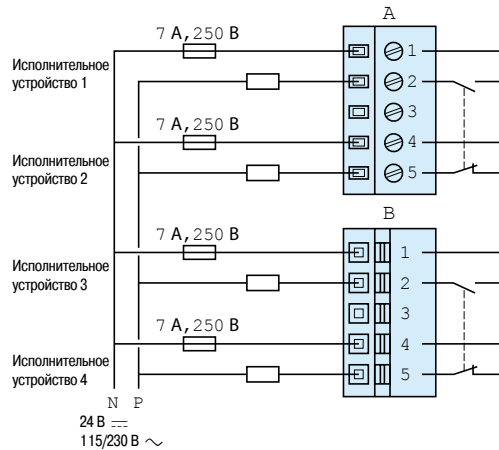 A
7 А, 250 В
1
Исполнительное
устройство 1
2
3
7 А, 250 В
4
Исполнительное
устройство 2
5
B
7 А, 250 В
1
Исполнительное
устройство 3
2
3
7 А, 250 В
4
Исполнительное
устройство 4
5
N P
24 В
115/230 В